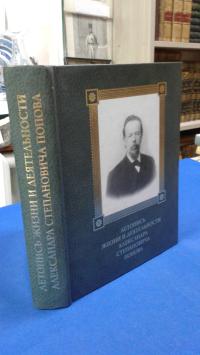 ЛЕТОПИСЬ ЖИЗНИ И ДЕЯТЕЛЬНОСТИ
АЛЕКСАНДРА СТЕПАНОВИЧА ПОПОВА
ЛЕТОПИСЬ
ЖИЗНИ И ДЕЯТЕЛЬНОСТИ
АЛЕКСАНДРА
СТЕПАНОВИЧА
ПОПОВА